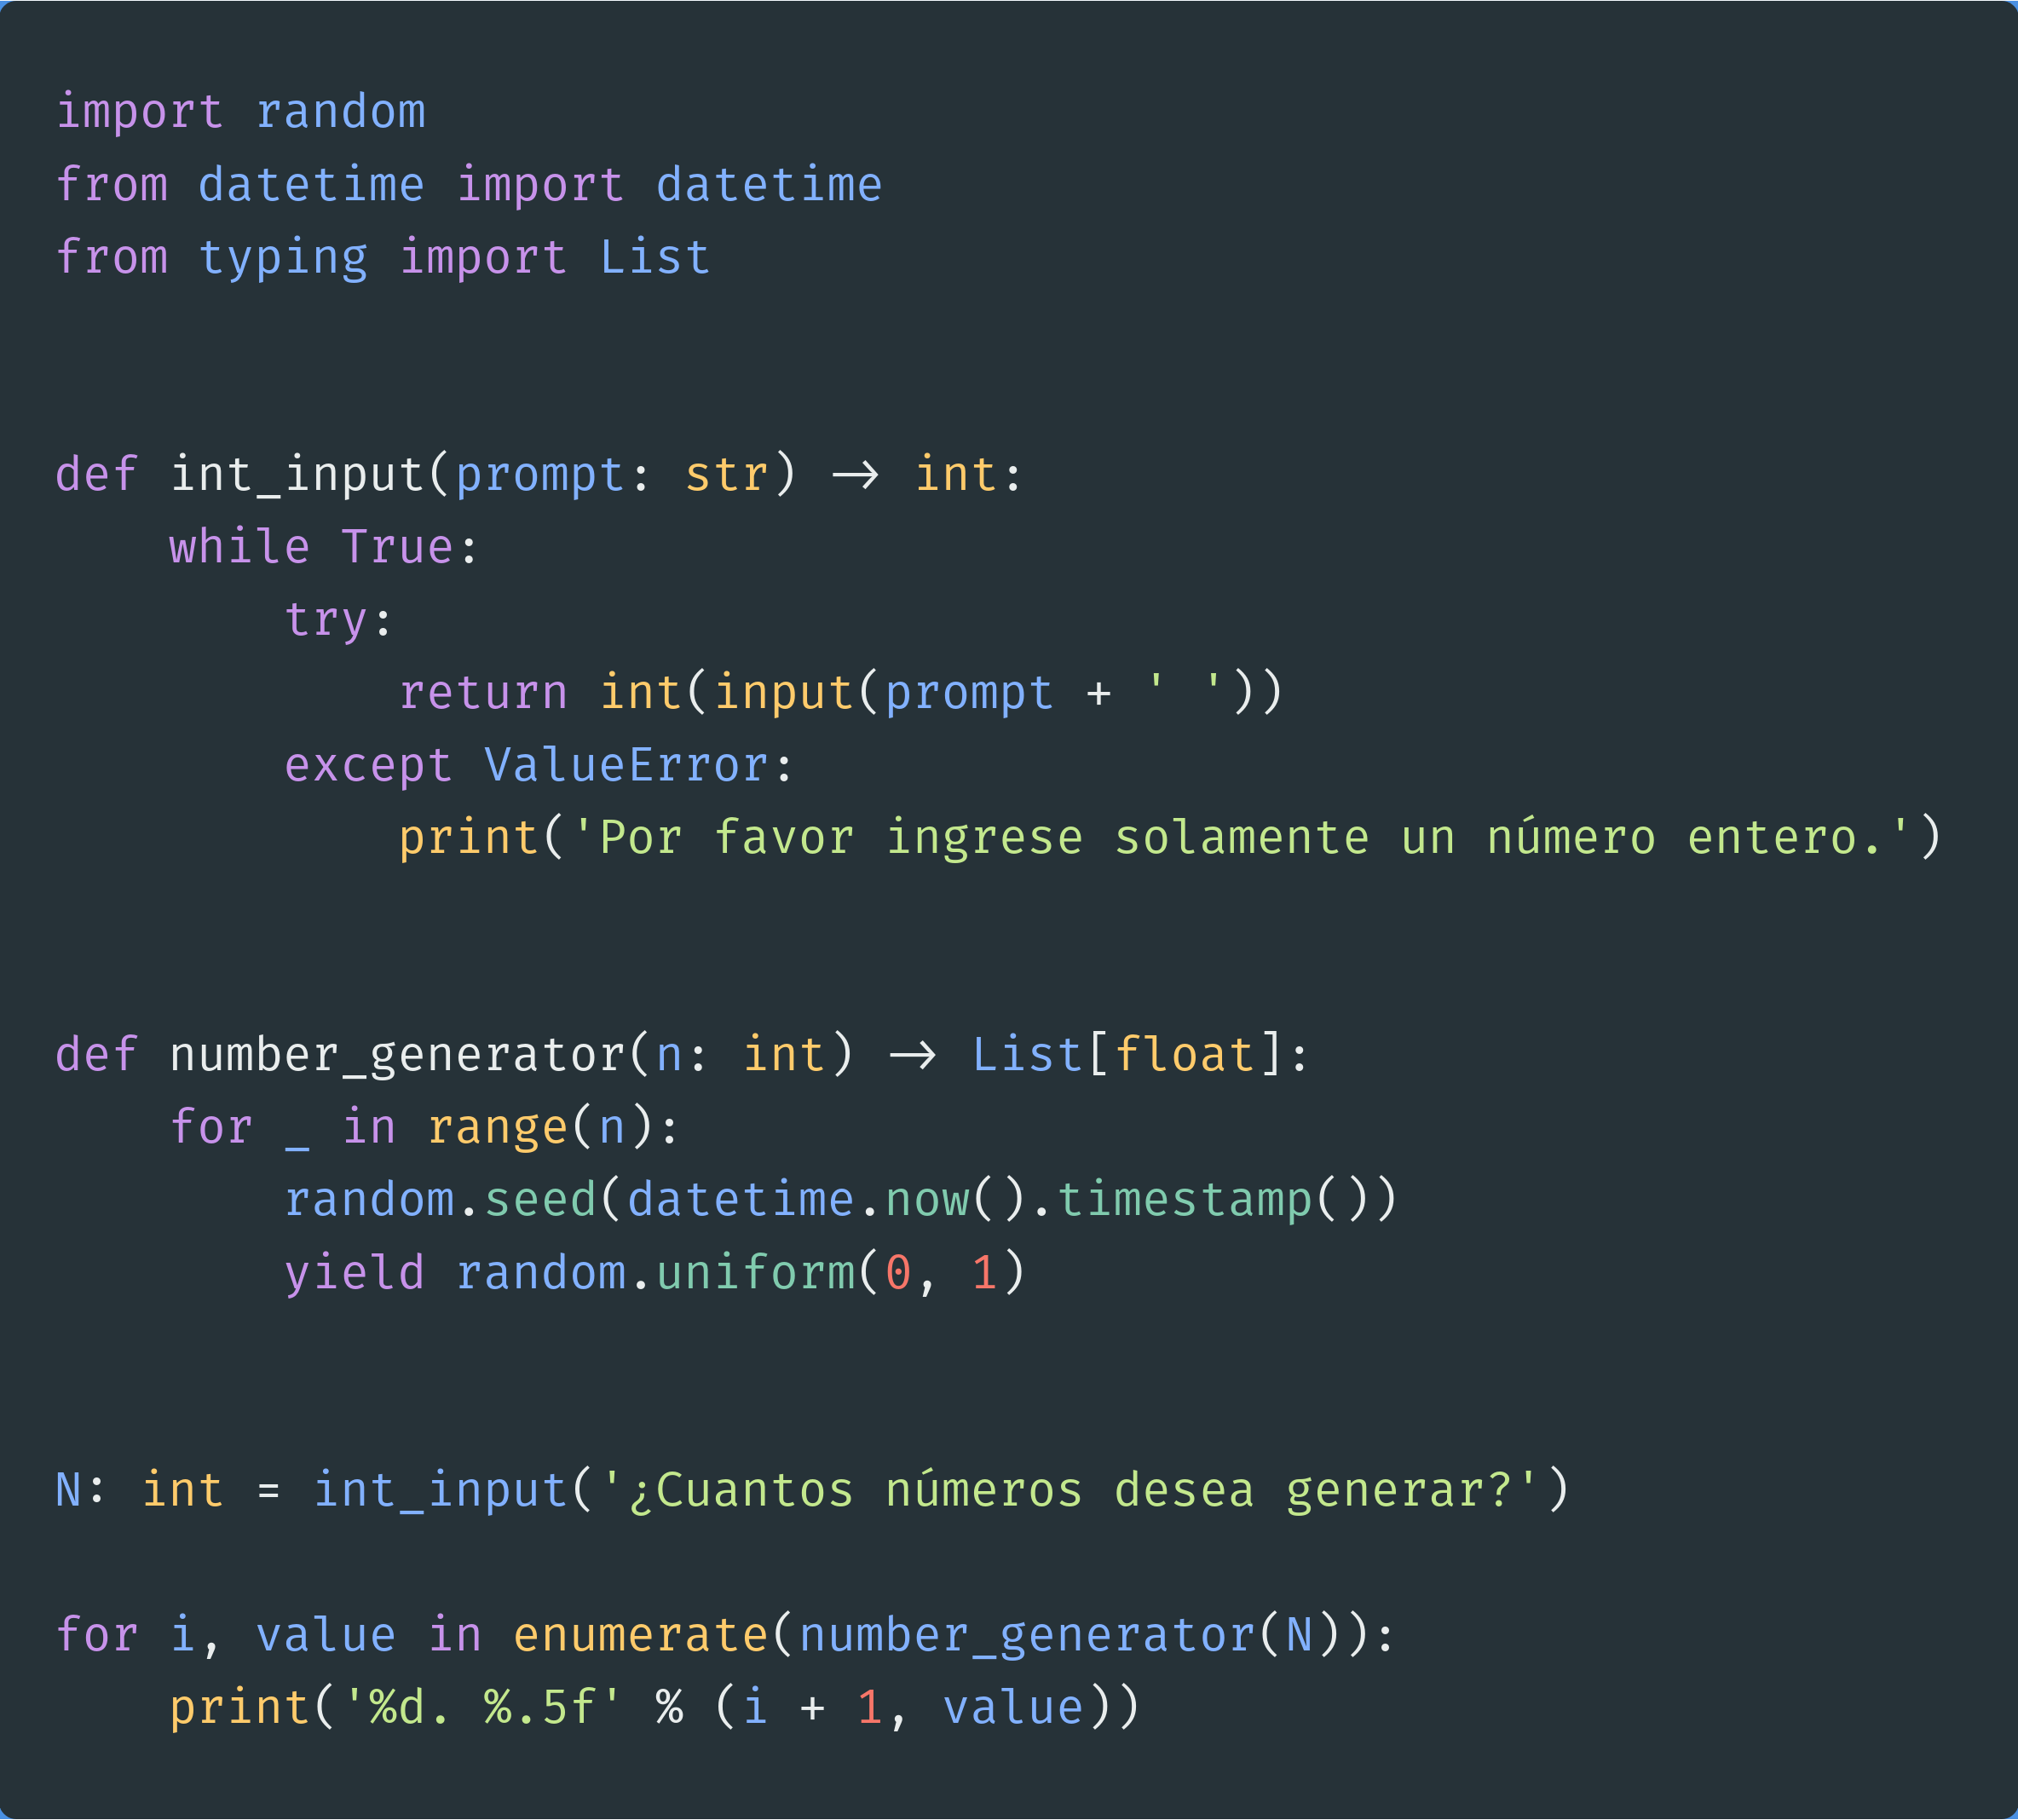 import random
from datetime import datetime
from typing import List
def int_input(prompt: str) -> int:
    while True:
        try:
            return int(input(prompt + ' '))
        except ValueError:
            print('Por favor ingrese solamente un número entero.')
def number_generator(n: int) -> List[float]:
    for _ in range(n):
        random.seed(datetime.now().timestamp())
        yield random.uniform(0, 1)
N: int = int_input('¿Cuantos números desea generar?')
for i, value in enumerate(number_generator(N)):
    print('%d. %.5f' % (i + 1, value))